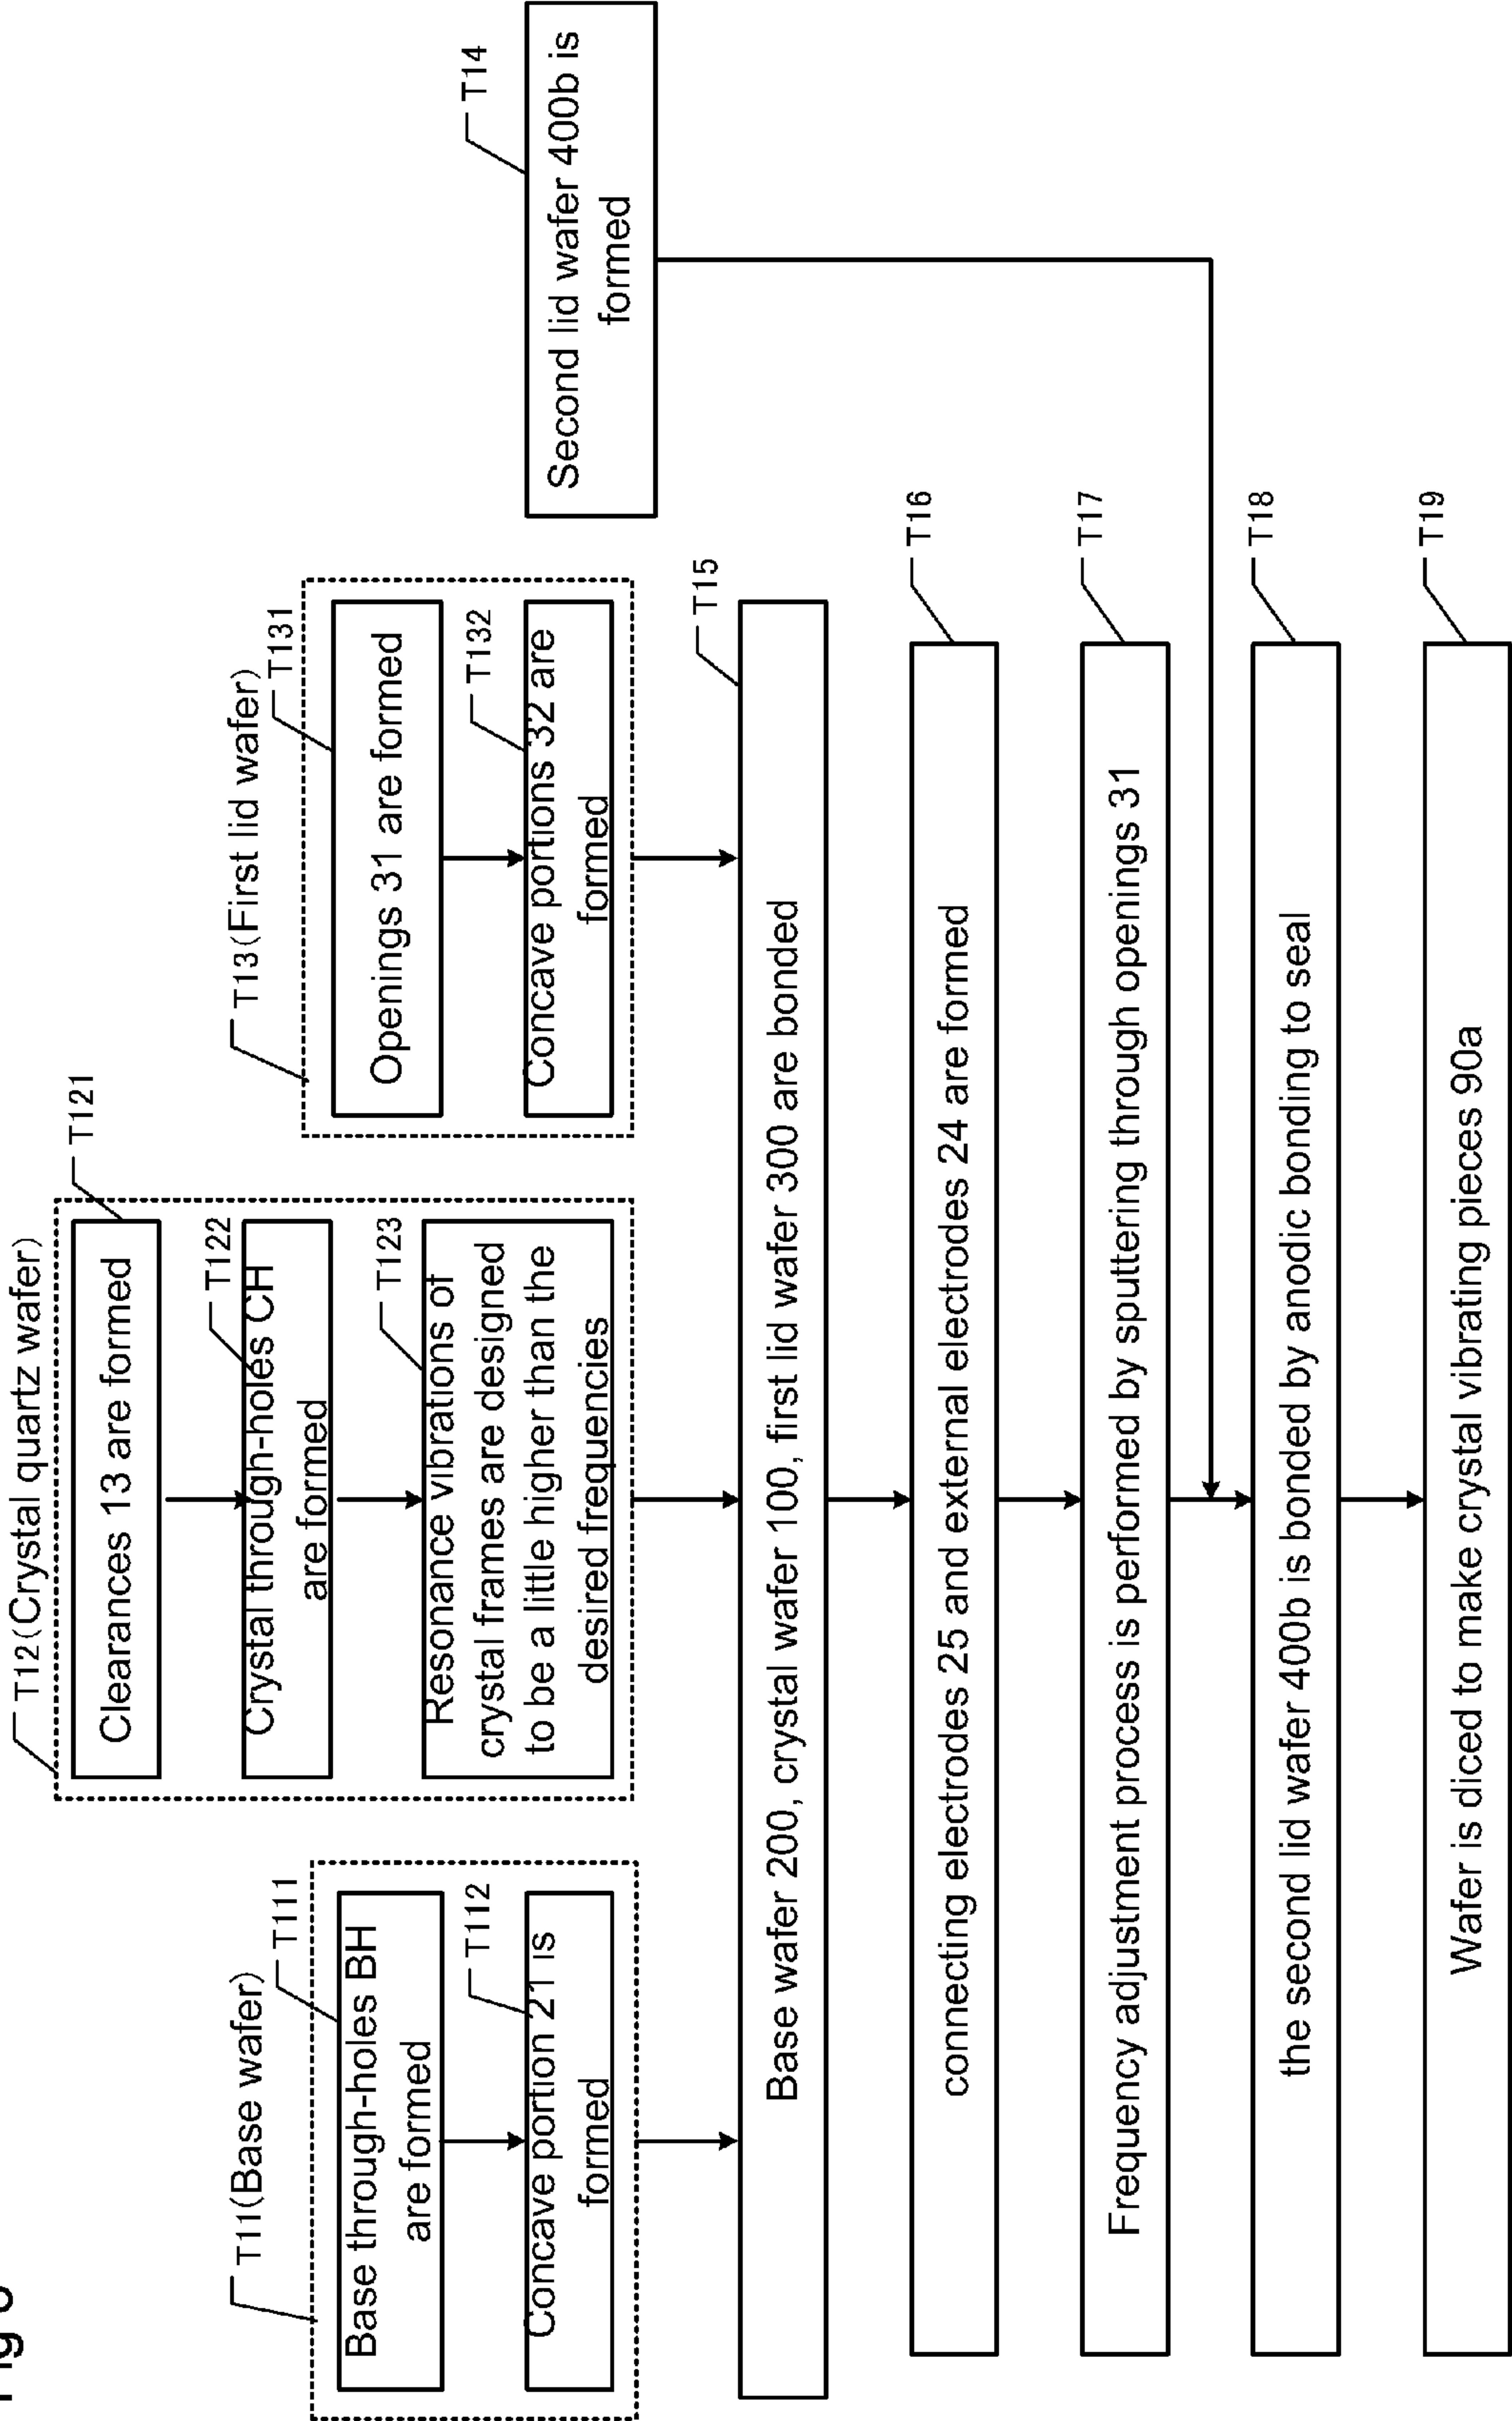 Fig
T11(Base wafer)
T111
Base through-holes BH
are formed
T112
Concave portion 21 is
formed
T12(Crystal quartz wafer)
T121
Clearances 13 are formed
T122
Crystal through-holes CH
are formed
T123
Resonance vibrations of
crystal frames are designed
to be a little higher than the
desired frequencies
T13(First lid wafer)
T131
Openings 31 are formed
T132
Concave portions 32 are
formed
T14
Second lid wafer 400b is
formed
T15
Base wafer 200, crystal wafer 100, first lid wafer 300 are bonded
T16
connecting electrodes 25 and external electrodes 24 are formed
T17
Frequency adjustment process is performed by sputtering through openings 31
T18
the second lid wafer 400b is bonded by anodic bonding to seal
T19
Wafer is diced to make crystal vibrating pieces 90a